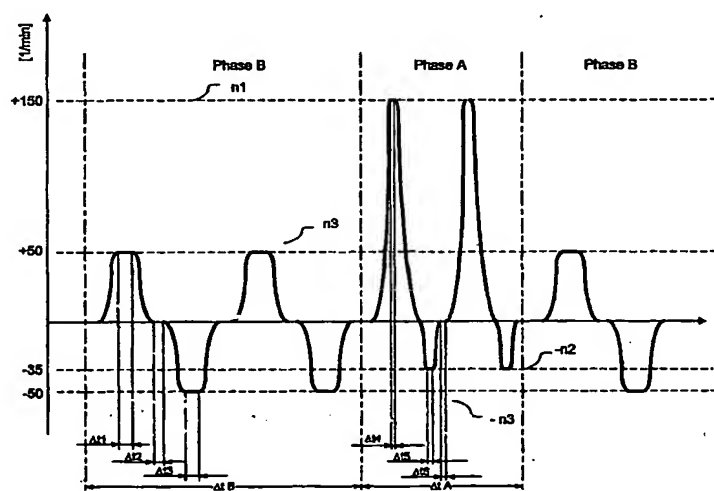 [1/min]
Phase B
Phase A
Phase B
n1
+150
n3
+50
-35
-n2
-50
-n3
Δt1
Δt2
Δt3
Δt4
Δt5
Δt6
Δt B
Δt A